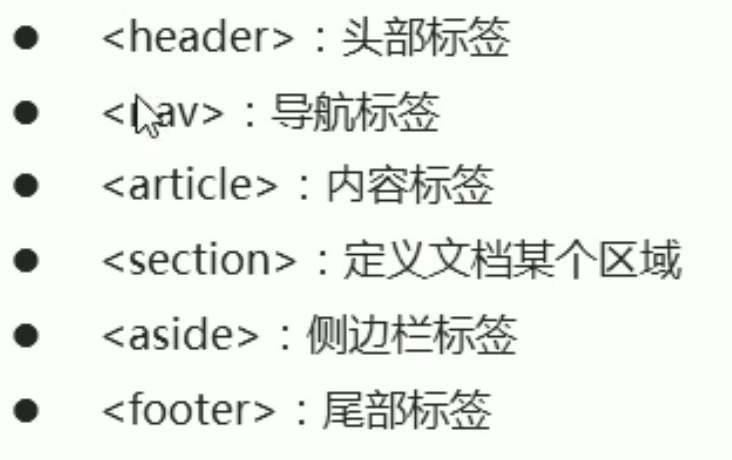 ● <header>：头部标签
● <nav>：导航标签
● <article>：内容标签
● <section>：定义文档某个区域
● <aside>：侧边栏标签
● <footer>：尾部标签